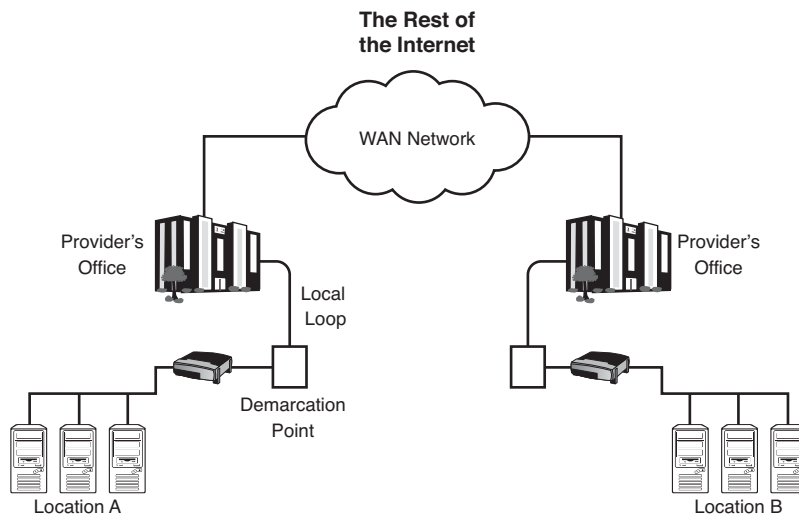 The Rest of
the Internet
WAN Network
Provider's
Office
Provider's
Office
Local
Loop
Demarcation
Point
Location A
Location B